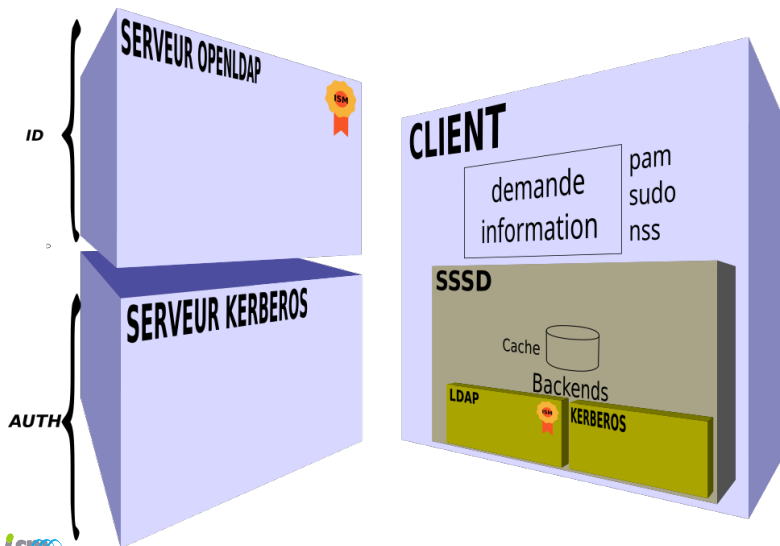 SERVEUR OPENLDAP
ISM
ID
SERVEUR KERBEROS
AUTH
CLIENT
demande
information
pam
sudo
nss
SSSD
Cache
Backends
LDAP
ISM
KERBEROS